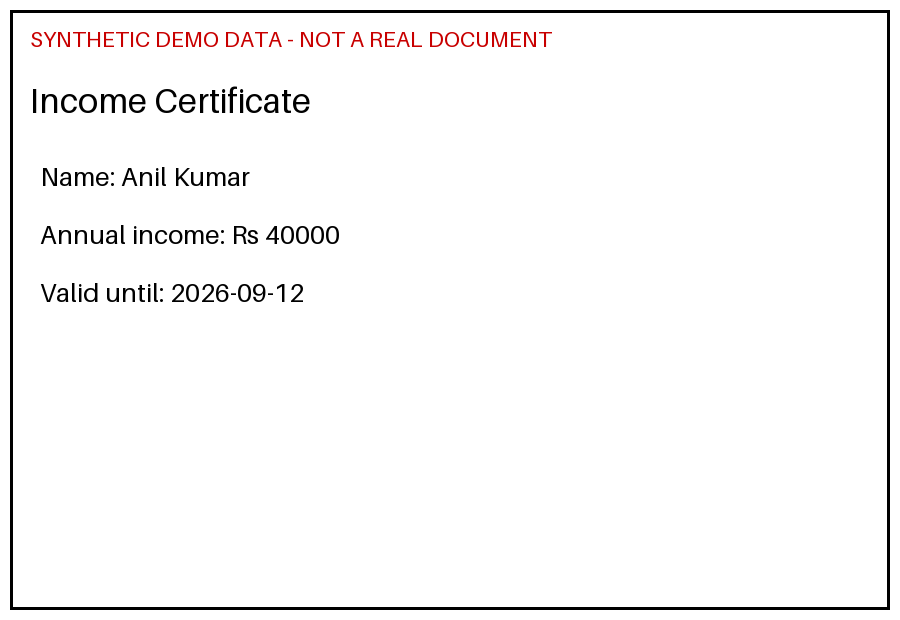 SYNTHETIC DEMO DATA - NOT A REAL DOCUMENT
Income Certificate
Name: Anil Kumar
Annual income: Rs 40000
Valid until: 2026-09-12